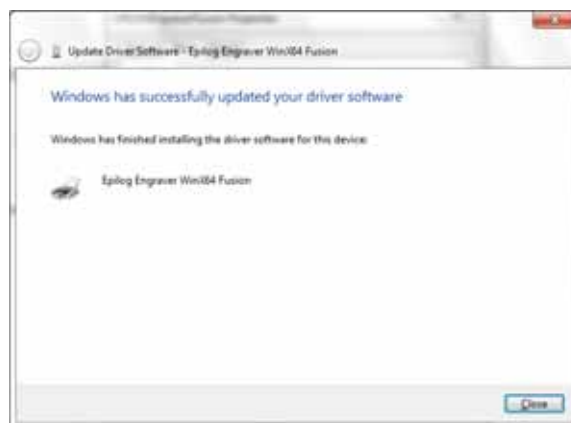 Update Driver Software - Epilog Engraver WinX64 Fusion
Windows has successfully updated your driver software
Windows has finished installing the driver software for this device:
Epilog Engraver WinX64 Fusion
Close